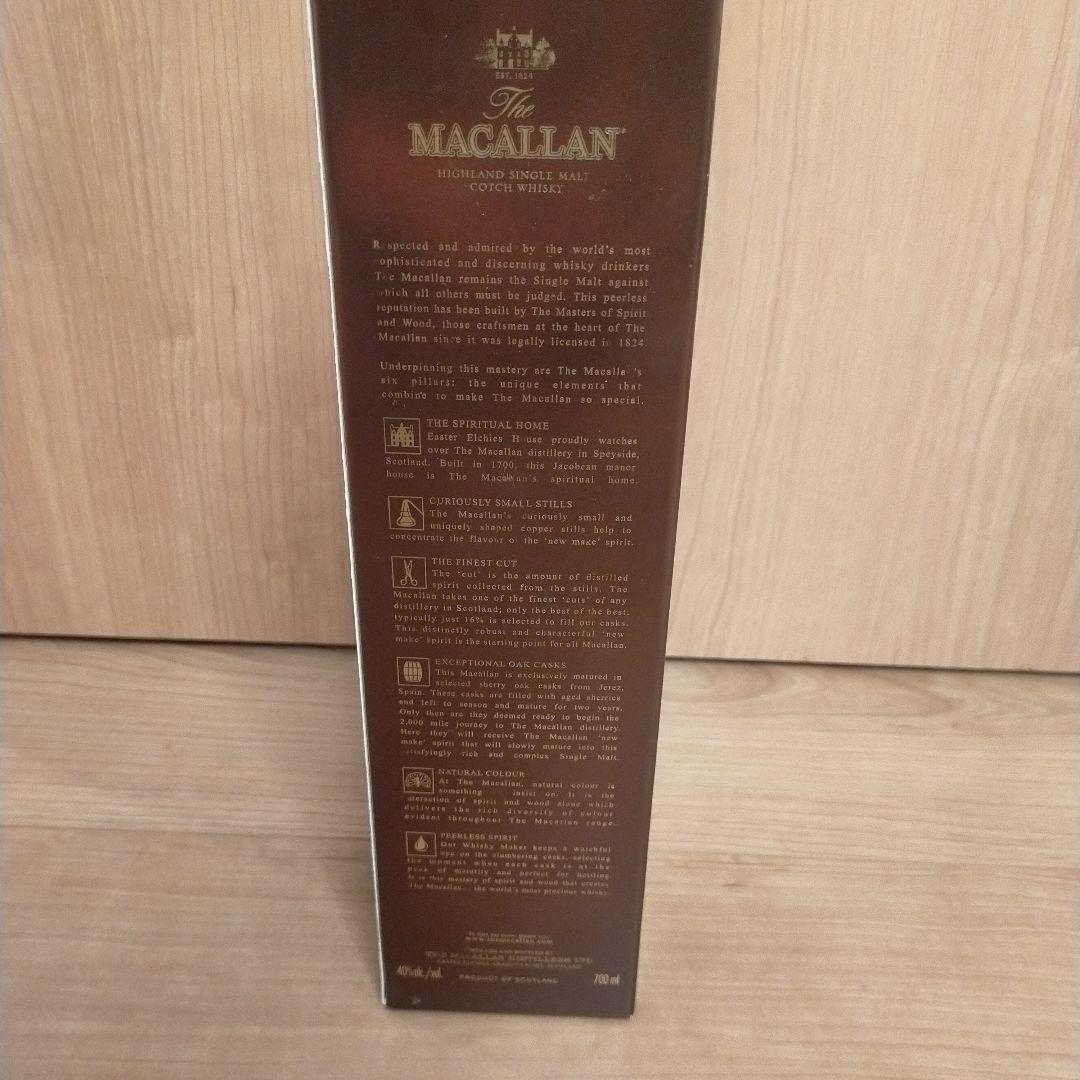 EST. 1824
The
MACALLAN
HIGHLAND SINGLE MALT
COTCH WHISKY
R spected and admired by the world's most
ophisticated and discerning whisky drinkers
T e Macallan remains the Single Malt against
hich all others must be judged. This peerless
reputation has been built by The Masters of Spirit
and Wood, those craftsmen at the heart of The
Macallan since it was legally licensed in 1824.
Underpinning this mastery are The Macalla 's
six pillars: the unique elements that
combine to make The Macallan so special.
THE SPIRITUAL HOME
Easter Elchies H use proudly watches
over The Macallan distillery in Speyside,
Scotland. Built in 1700, this Jacobean manor
house is The Macallan's spiritual home.
CURIOUSLY SMALL STILLS
The Macallan's curiously small and
uniquely shaped copper stills help to
concentrate the flavour o the 'new make' spirit.
THE FINEST CUT
The 'cut' is the amount of distilled
spirit collected from the stills. The
Macallan takes one of the finest 'cuts' of any
distillery in Scotland; only the best of the best,
typically just 16% is selected to fill our casks.
This distinctly robust and characterful 'new
make' spirit is the starting point for all Macallan.
EXCEPTIONAL OAK CASKS
This Macallan is exclusively matured in
selected sherry oak casks from Jerez,
Spain. These casks are filled with aged sherries
and left to season and mature for two years.
Only then are they deemed ready to begin the
2,000 mile journey to The Macallan distillery.
Here they will receive The Macallan 'new
make' spirit that will slowly mature into this
tisfyingly rich and complex Single Malt.
NATURAL COLOUR
At The Macallan, natural colour is
something insist on. It is the
nteraction of spirit and wood alone which
delivers the rich diversity of colour
evident throughout The Macallan range.
PEERLESS SPIRIT
Our Whisky Maker keeps a watchful
eye on the slumbering casks, selecting
the moment when each cask is at the
peak of maturity and perfect for bottling
It is this mastery of spirit and wood that creates
The Macallan... the world's most precious whisky.
www.themacallan.com
DISTILLED AND BOTTLED BY
THE MACALLAN DISTILLERS LTD
40%alc./vol. PRODUCT OF SCOTLAND 700 ml